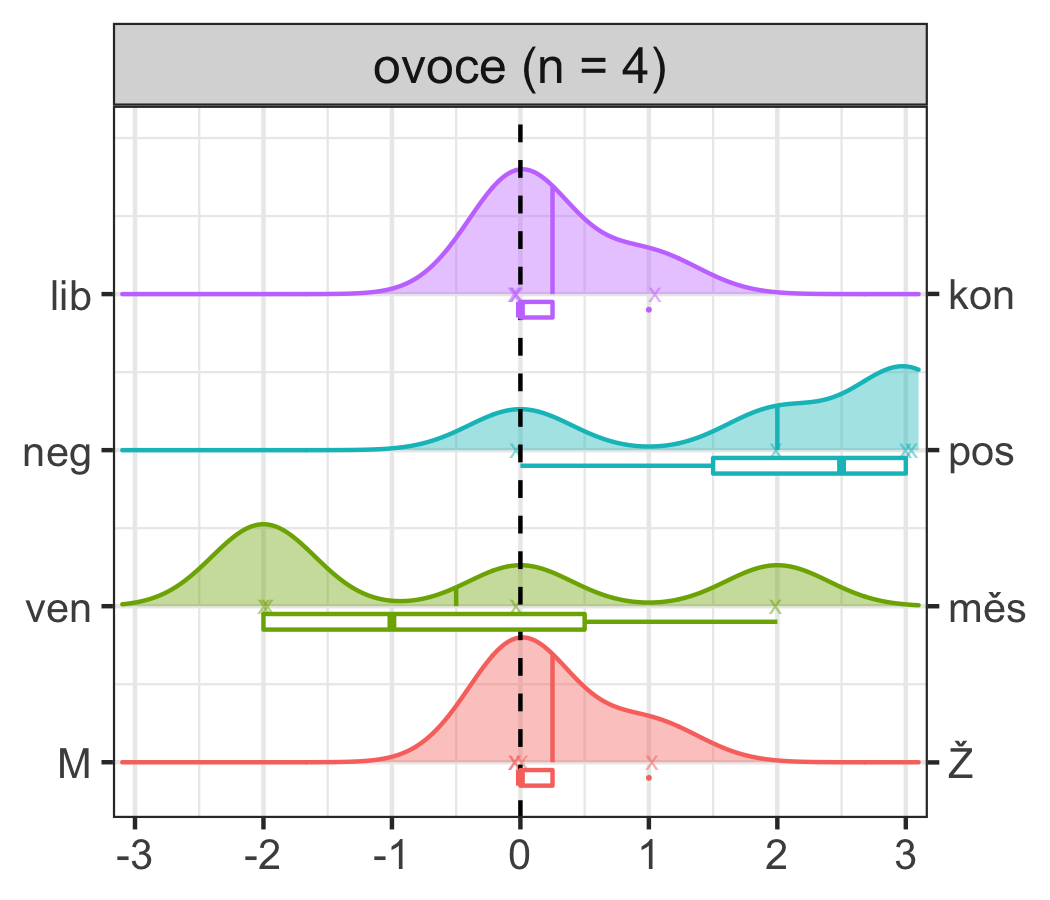 ovoce (n = 4)
lib kon
neg pos
ven měs
M Ž
-3 -2 -1 0 1 2 3